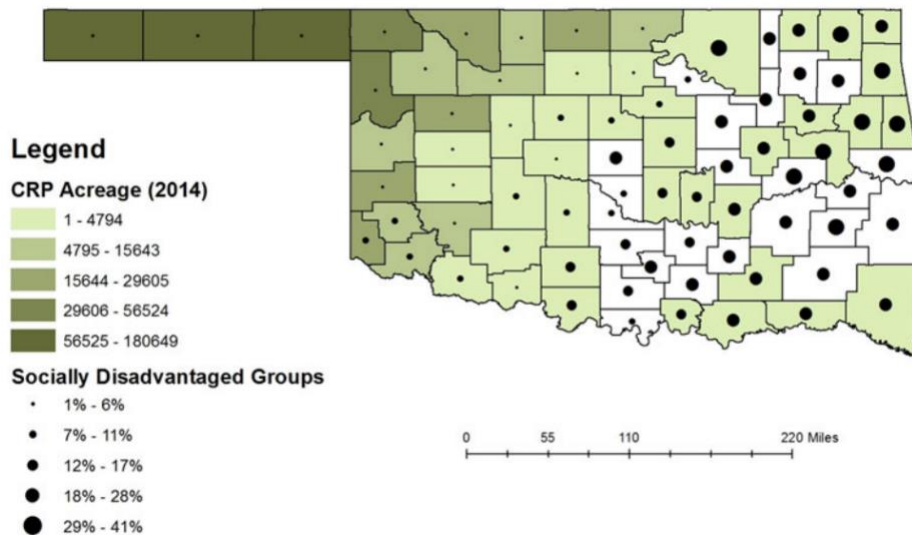 Legend
CRP Acreage (2014)
1 - 4794
4795 - 15643
15644 - 29605
29606 - 56524
56525 - 180649
Socially Disadvantaged Groups
1% - 6%
7% - 11%
12% - 17%
18% - 28%
29% - 41%
0 55 110 220 Miles